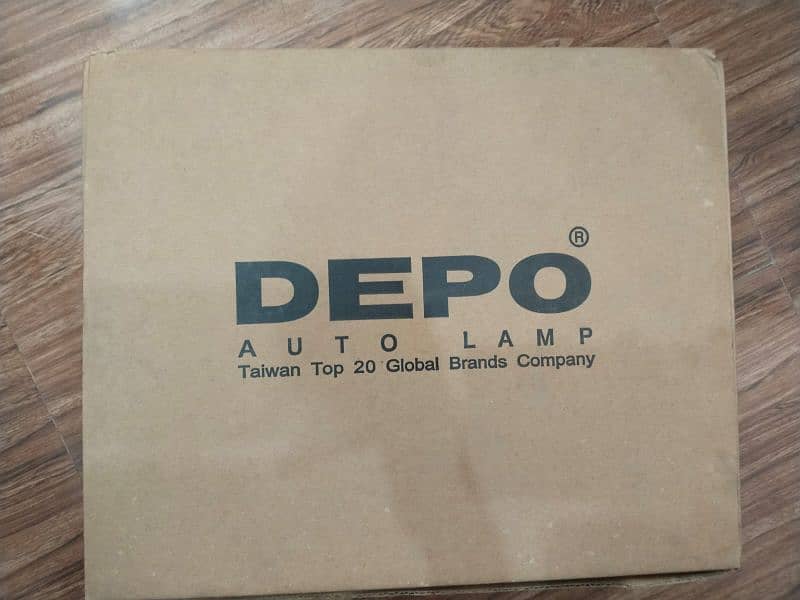 DEPO®
AUTO LAMP
Taiwan Top 20 Global Brands Company